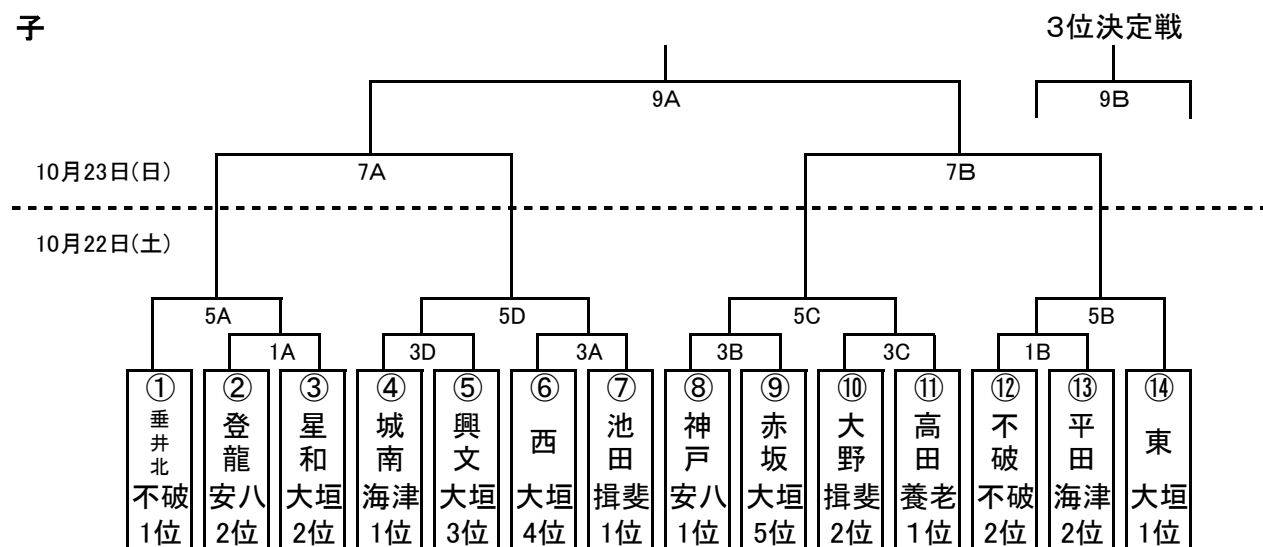 子
3位決定戦
9A
9B
10月23日(日)
7A
7B
10月22日(土)
5A
5D
5C
5B
1A
3D
3A
3B
3C
1B
① ② ③ ④ ⑤ ⑥ ⑦ ⑧ ⑨ ⑩ ⑪ ⑫ ⑬ ⑭
垂井北 登龍 星和 城南 興文 西 池田 神戸 赤坂 大野 高田 不破 平田 東
不破 安八 大垣 海津 大垣 大垣 揖斐 安八 大垣 揖斐 養老 不破 海津 大垣
1位 2位 2位 1位 3位 4位 1位 1位 5位 2位 1位 2位 2位 1位